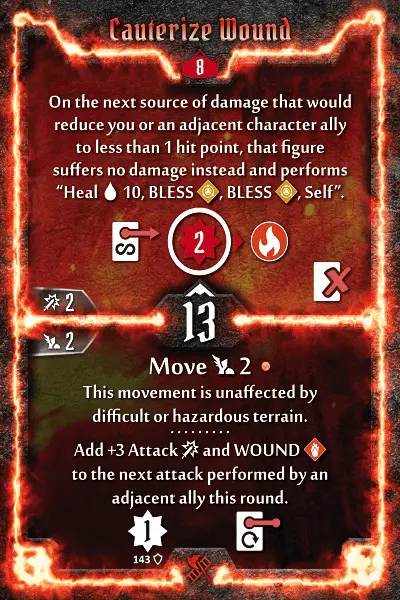 Cauterize Wound
8
On the next source of damage that would
reduce you or an adjacent character ally
to less than 1 hit point, that figure
suffers no damage instead and performs
“Heal 10, BLESS , BLESS , Self”.
S
2
2
13
2
Move 2
This movement is unaffected by
difficult or hazardous terrain.
Add +3 Attack and WOUND
to the next attack performed by an
adjacent ally this round.
1
143